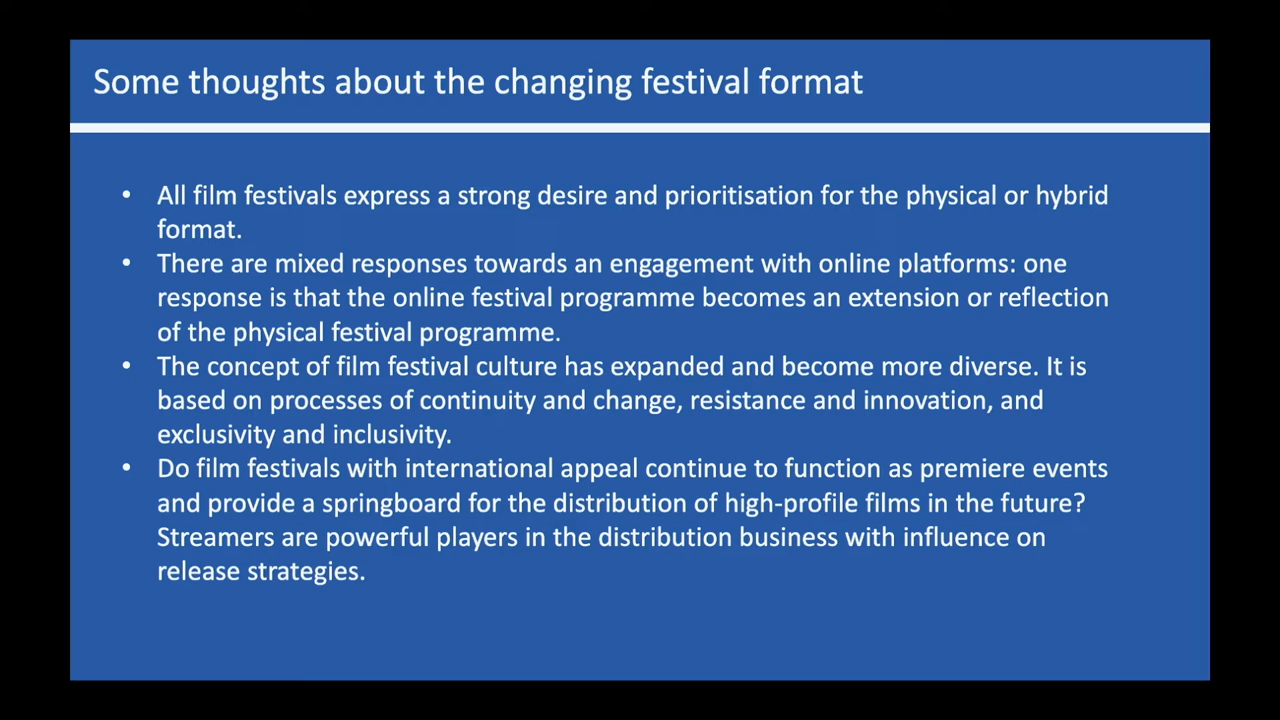 Some thoughts about the changing festival format
• All film festivals express a strong desire and prioritisation for the physical or hybrid
format.
• There are mixed responses towards an engagement with online platforms: one
response is that the online festival programme becomes an extension or reflection
of the physical festival programme.
• The concept of film festival culture has expanded and become more diverse. It is
based on processes of continuity and change, resistance and innovation, and
exclusivity and inclusivity.
• Do film festivals with international appeal continue to function as premiere events
and provide a springboard for the distribution of high-profile films in the future?
Streamers are powerful players in the distribution business with influence on
release strategies.